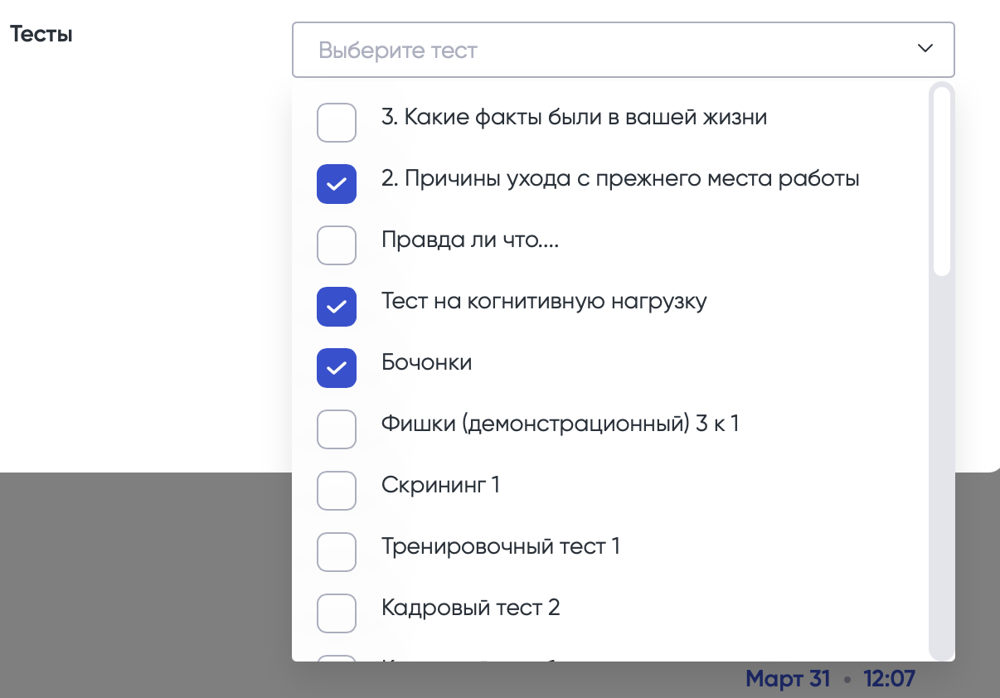 Тесты
Выберите тест
3. Какие факты были в вашей жизни
2. Причины ухода с прежнего места работы
Правда ли что....
Тест на когнитивную нагрузку
Бочонки
Фишки (демонстрационный) 3 к 1
Скрининг 1
Тренировочный тест 1
Кадровый тест 2
Март 31 • 12:07